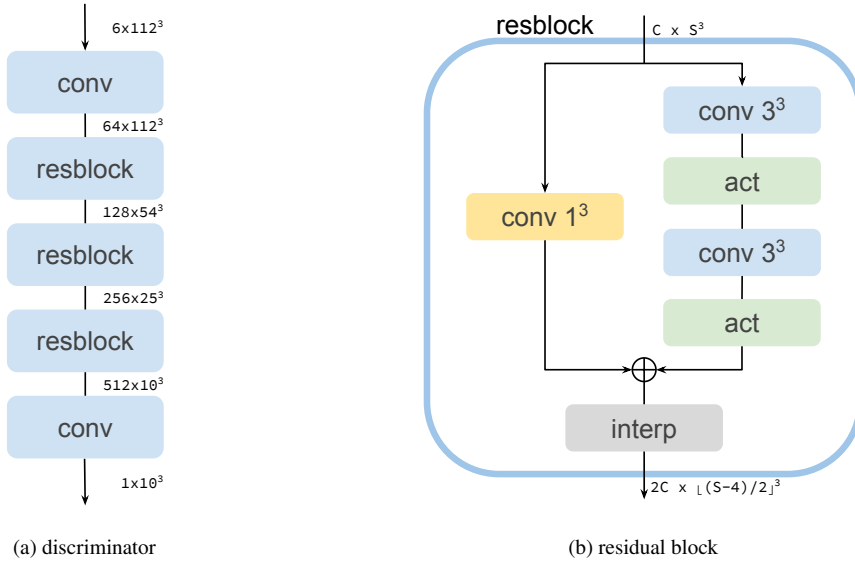 6x112³
conv
64x112³
resblock
128x54³
resblock
256x25³
resblock
512x10³
conv
1x10³
(a) discriminator
resblock
C x S³
conv 3³
act
conv 1³
conv 3³
act
interp
2C x ⌊(S-4)/2⌋³
(b) residual block